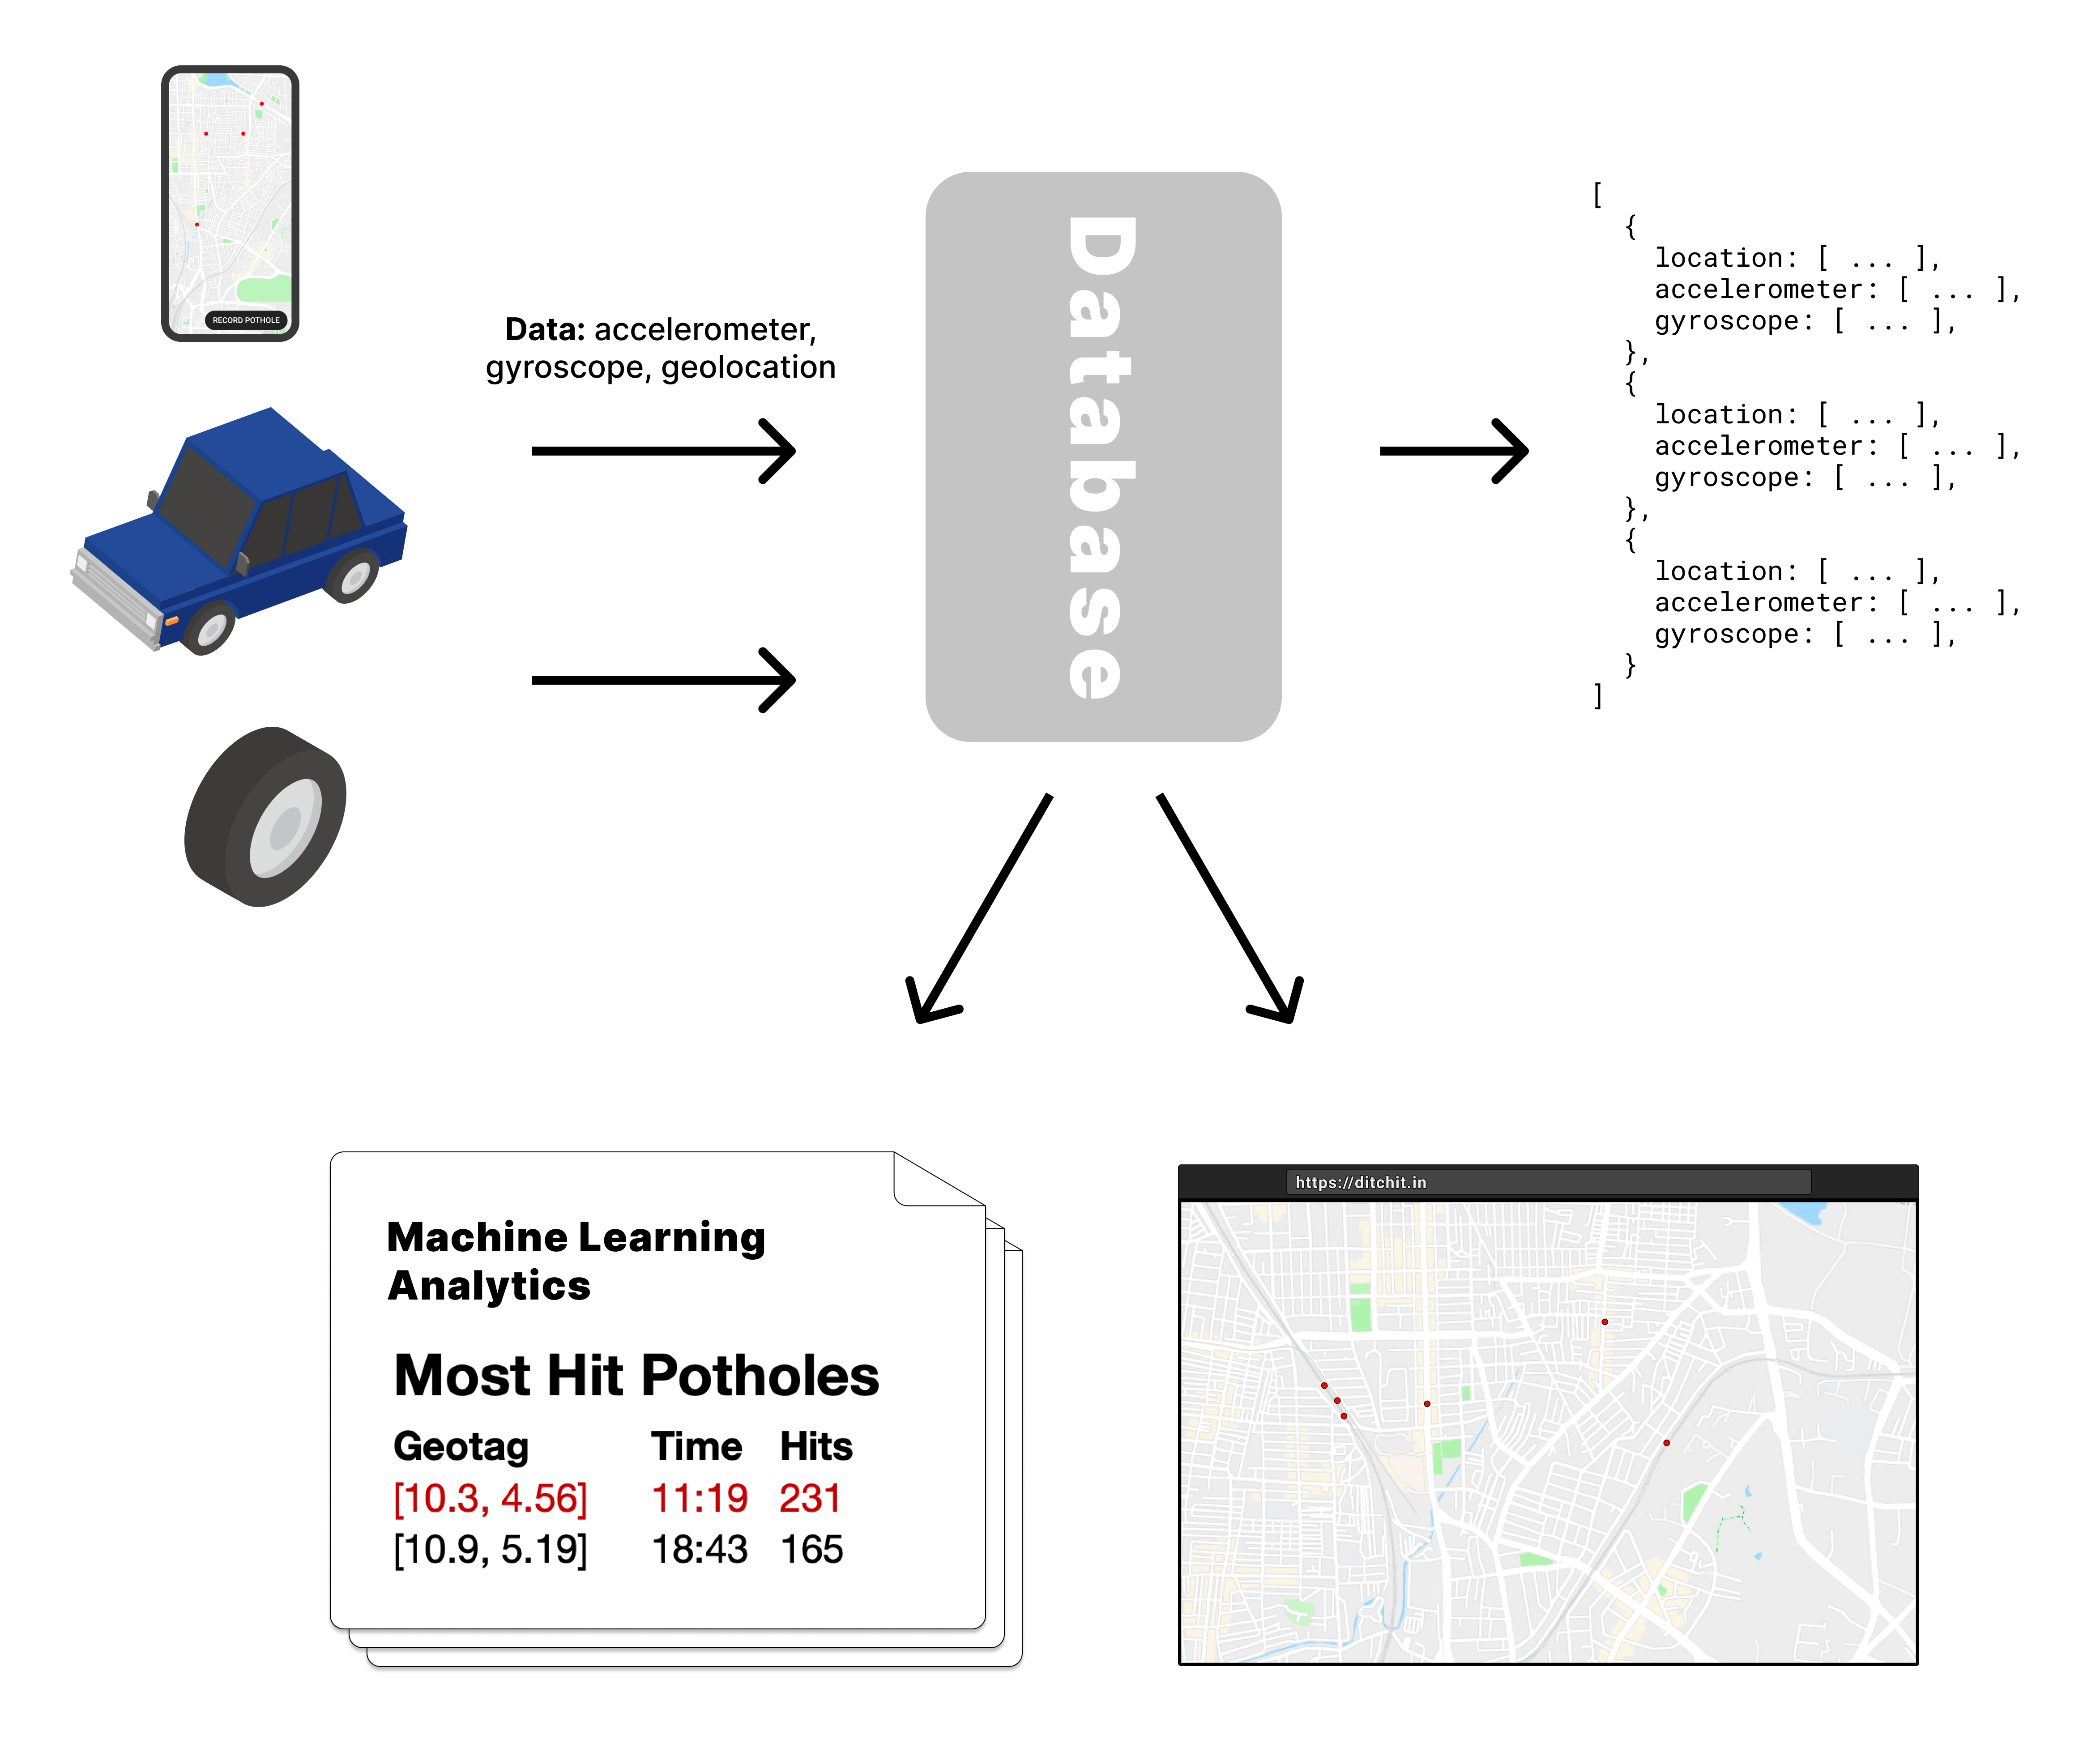 RECORD POTHOLE
Data: accelerometer,
gyroscope, geolocation
Database
[
{
location: [ ... ],
accelerometer: [ ... ],
gyroscope: [ ... ],
},
{
location: [ ... ],
accelerometer: [ ... ],
gyroscope: [ ... ],
},
{
location: [ ... ],
accelerometer: [ ... ],
gyroscope: [ ... ],
}
]
Machine Learning
Analytics
Most Hit Potholes
Geotag Time Hits
[10.3, 4.56] 11:19 231
[10.9, 5.19] 18:43 165
https://ditchit.in